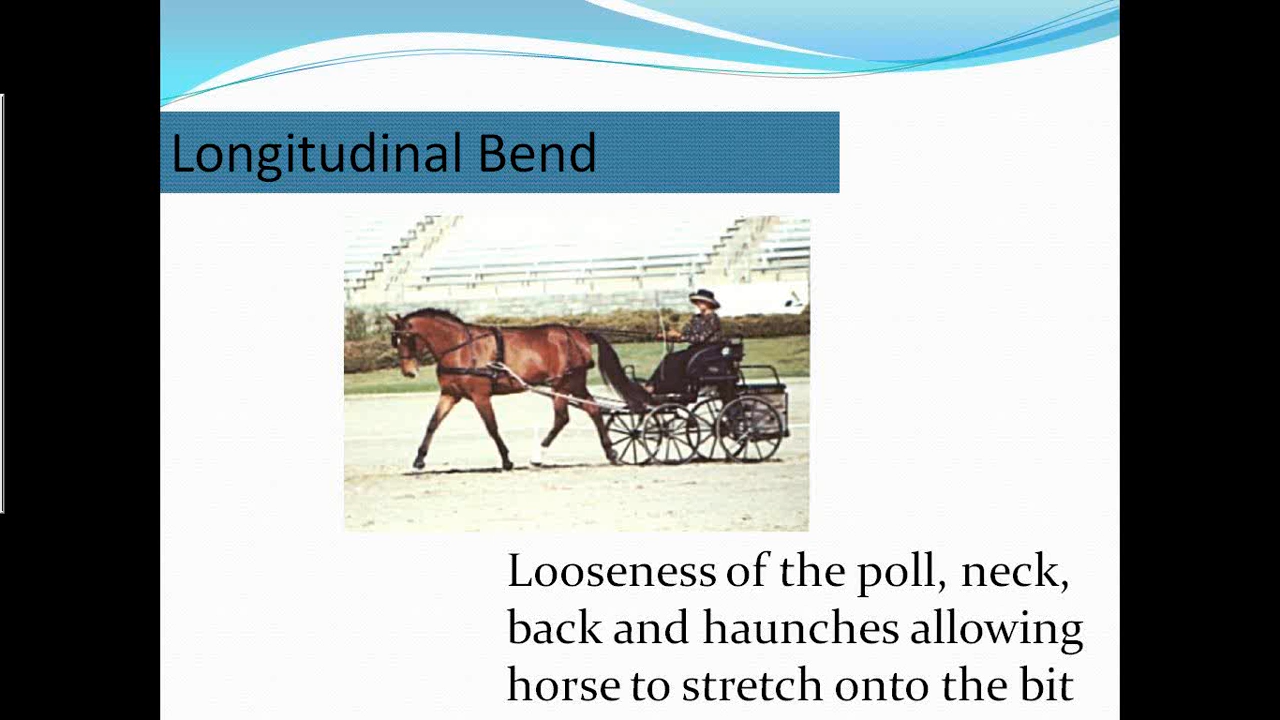 Longitudinal Bend
Looseness of the poll, neck,
back and haunches allowing
horse to stretch onto the bit